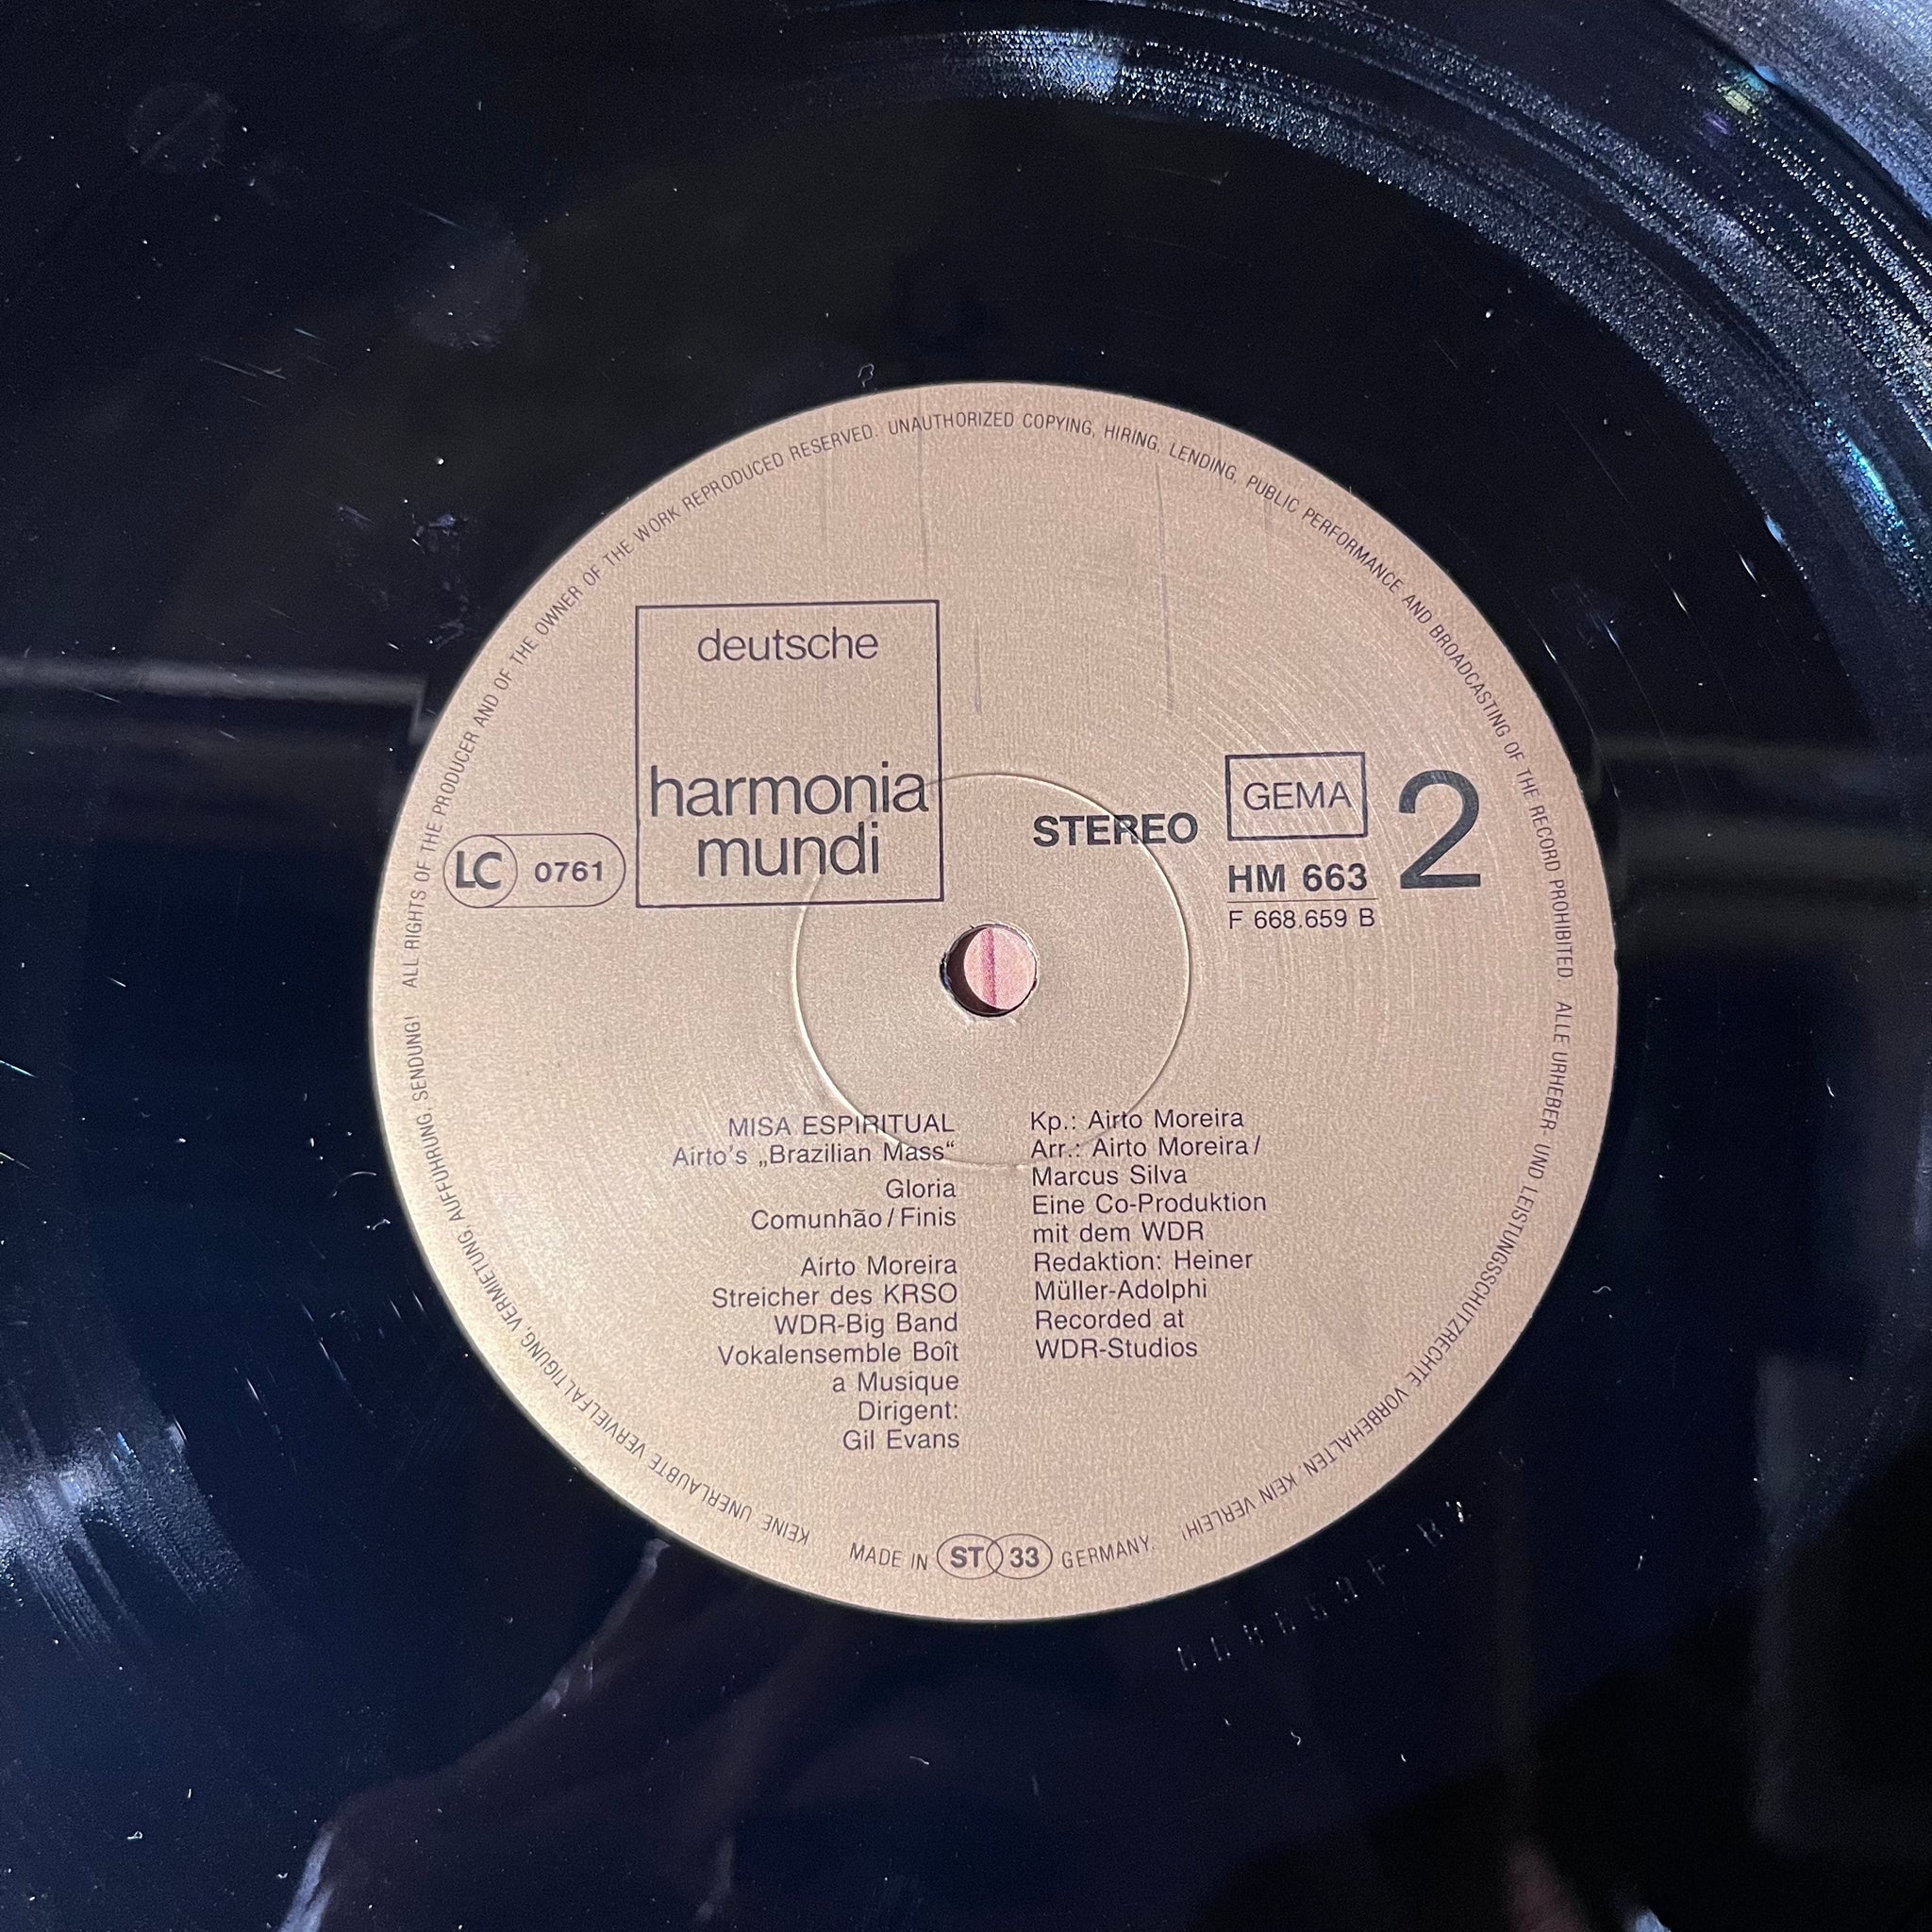 ALL RIGHTS OF THE PRODUCER AND OF THE OWNER OF THE WORK REPRODUCED RESERVED. UNAUTHORIZED COPYING, HIRING, LENDING, PUBLIC PERFORMANCE AND BROADCASTING OF THE RECORD PROHIBITED.
ALLE URHEBER- UND LEISTUNGSSCHUTZRECHTE VORBEHALTEN KEIN VERLEIH!
KEINE UNERLAUBTE VERVIELFÄLTIGUNG, VERMIETUNG, AUFFÜHRUNG, SENDUNG!
deutsche
harmonia
mundi
LC 0761
STEREO
GEMA
HM 663
F 668.659 B
2
MISA ESPIRITUAL
Airto's „Brazilian Mass“
Gloria
Comunhão/Finis
Airto Moreira
Streicher des KRSO
WDR-Big Band
Vokalensemble Boît
a Musique
Dirigent:
Gil Evans
Kp.: Airto Moreira
Arr.: Airto Moreira/
Marcus Silva
Eine Co-Produktion
mit dem WDR
Redaktion: Heiner
Müller-Adolphi
Recorded at
WDR-Studios
MADE IN ST 33 GERMANY.